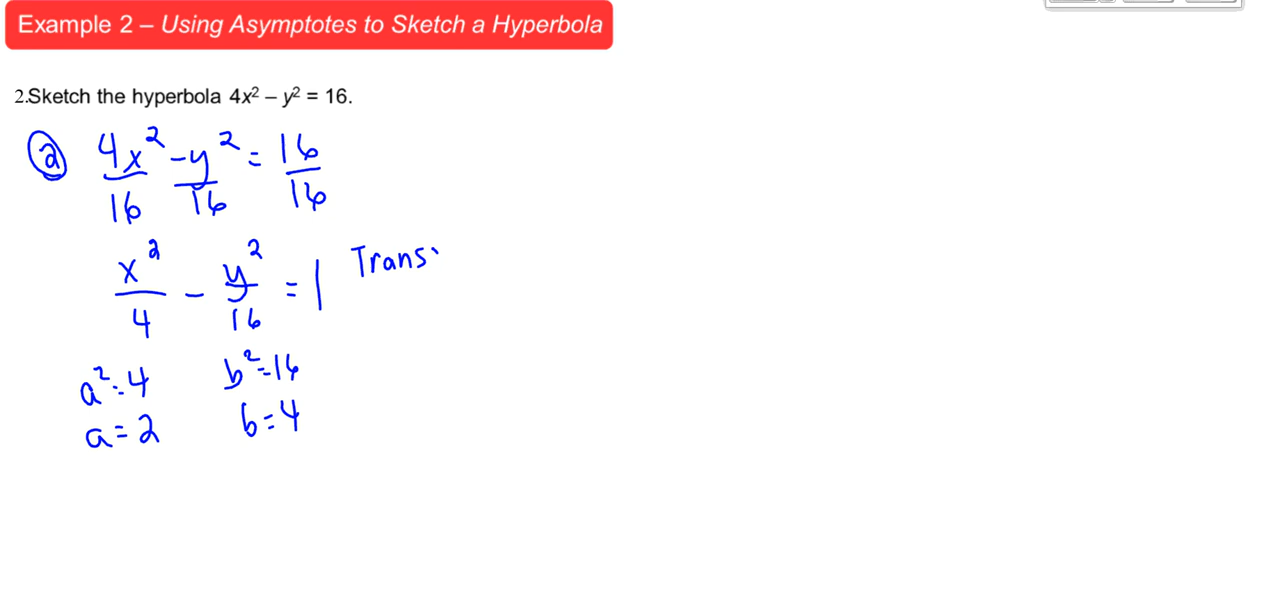 Example 2 – Using Asymptotes to Sketch a Hyperbola
2.Sketch the hyperbola 4x² – y² = 16.
② 4x²/16 - y²/16 = 16/16
x²/4 - y²/16 = 1 Trans
a²=4 b²=16
a=2 b=4